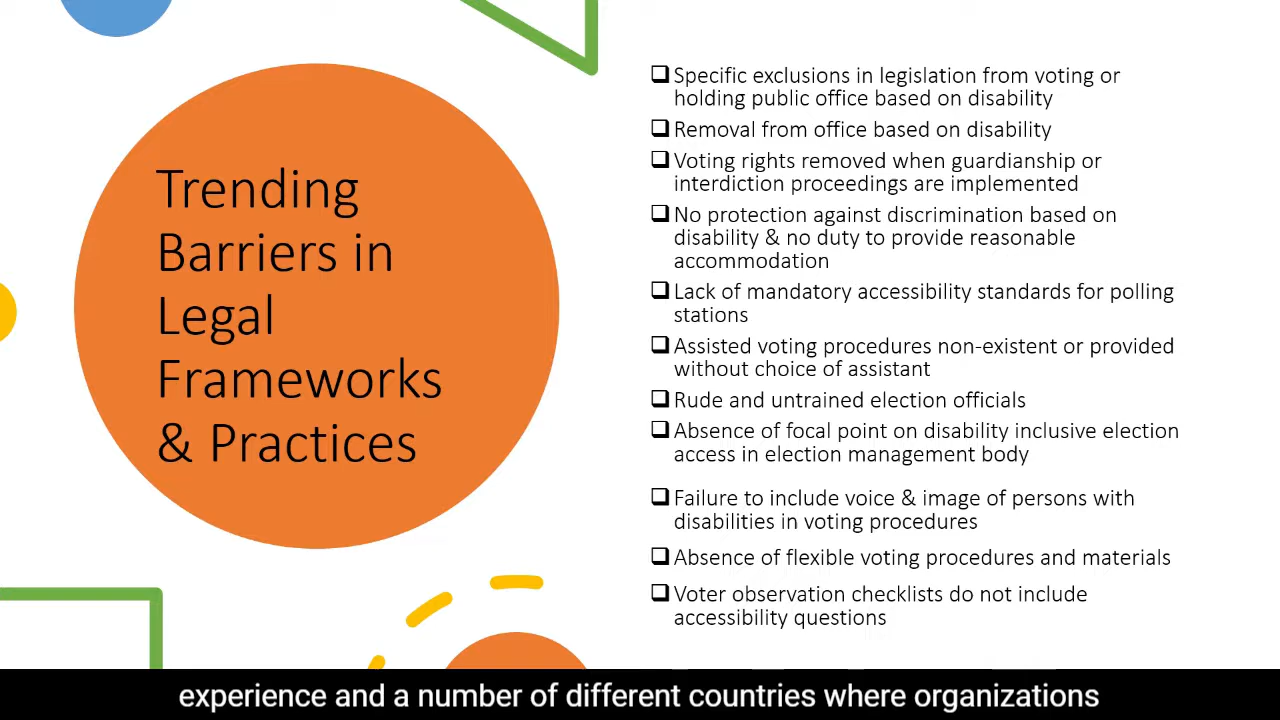 Trending
Barriers in
Legal
Frameworks
& Practices
Specific exclusions in legislation from voting or
holding public office based on disability
Removal from office based on disability
Voting rights removed when guardianship or
interdiction proceedings are implemented
No protection against discrimination based on
disability & no duty to provide reasonable
accommodation
Lack of mandatory accessibility standards for polling
stations
Assisted voting procedures non-existent or provided
without choice of assistant
Rude and untrained election officials
Absence of focal point on disability inclusive election
access in election management body
Failure to include voice & image of persons with
disabilities in voting procedures
Absence of flexible voting procedures and materials
Voter observation checklists do not include
accessibility questions
experience and a number of different countries where organizations